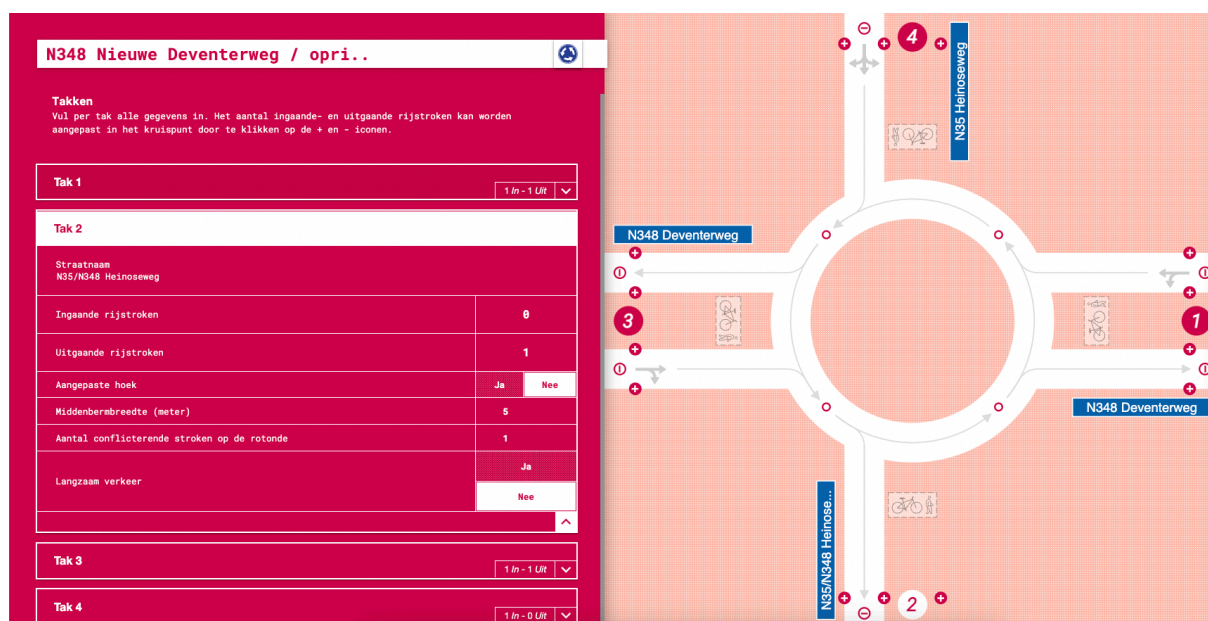 N348 Nieuwe Deventerweg / opri..
Takken
Vul per tak alle gegevens in. Het aantal ingaande- en uitgaande rijstroken kan worden
aangepast in het kruispunt door te klikken op de + en - iconen.
Tak 1
1 In - 1 Uit
Tak 2
Straatnaam
N35/N348 Heinoseweg
Ingaande rijstroken
0
Uitgaande rijstroken
1
Aangepaste hoek
Ja
Nee
Middenbermbreedte (meter)
5
Aantal conflicterende stroken op de rotonde
1
Langzaam verkeer
Ja
Nee
Tak 3
1 In - 1 Uit
Tak 4
1 In - 0 Uit
4
N35 Heinoseweg
N348 Deventerweg
3
1
N348 Deventerweg
N35/N348 Heinose...
2